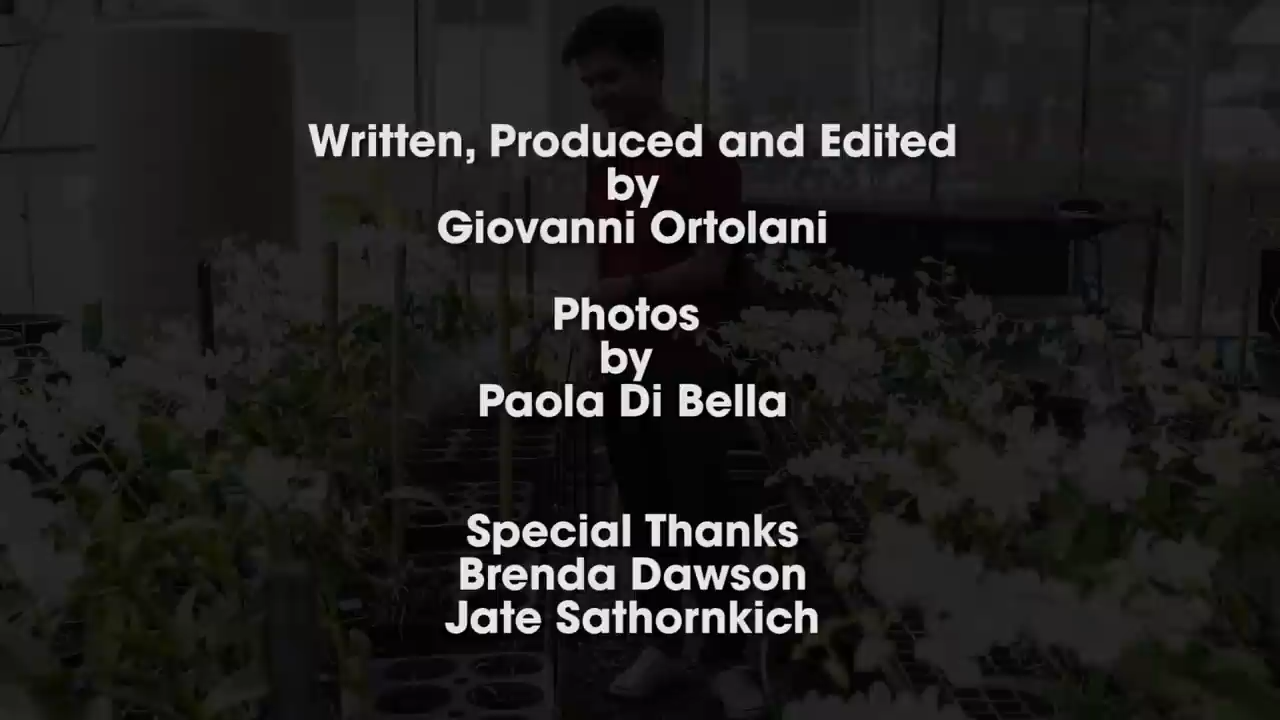 Written, Produced and Edited
by
Giovanni Ortolani
Photos
by
Paola Di Bella
Special Thanks
Brenda Dawson
Jate Sathornkich